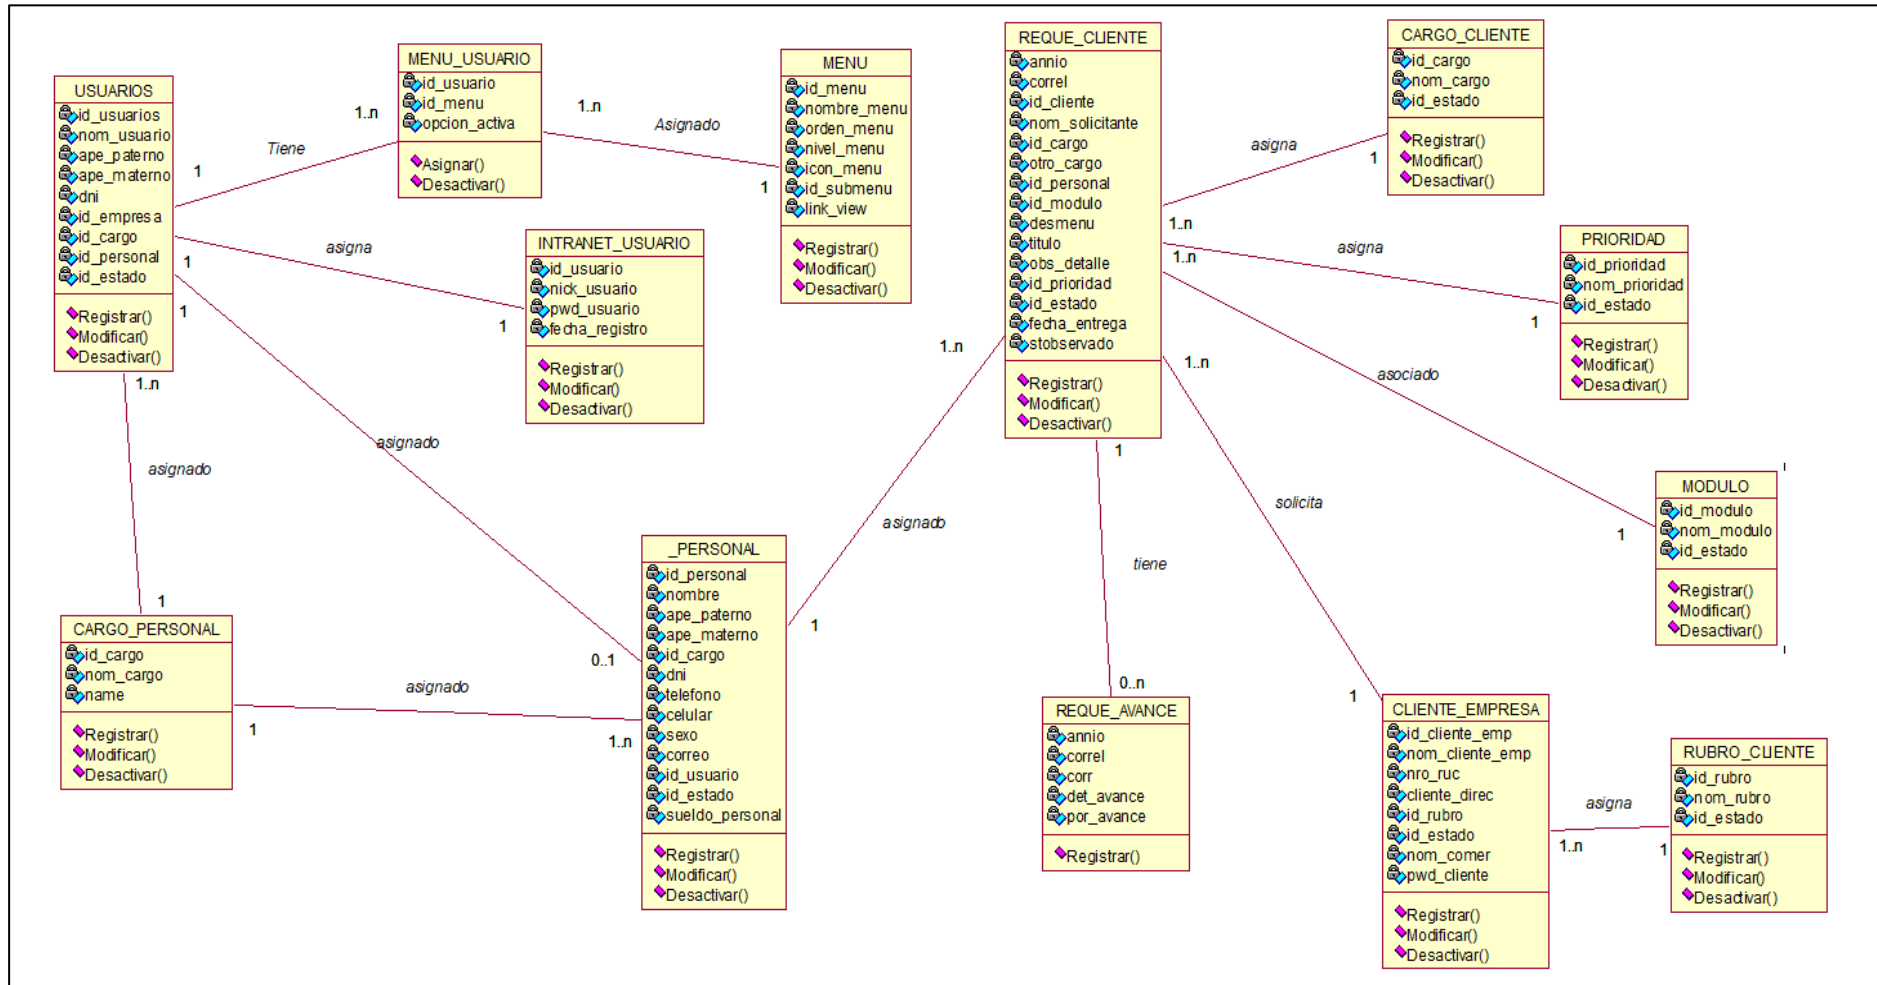 USUARIOS
id_usuarios
nom_usuario
ape_paterno
ape_materno
dni
id_empresa
id_cargo
id_personal
id_estado
Registrar()
Modificar()
Desactivar()
MENU_USUARIO
id_usuario
id_menu
opcion_activa
Asignar()
Desactivar()
MENU
id_menu
nombre_menu
orden_menu
nivel_menu
icon_menu
id_submenu
link_view
Registrar()
Modificar()
Desactivar()
INTRANET_USUARIO
id_usuario
nick_usuario
pwd_usuario
fecha_registro
Registrar()
Modificar()
Desactivar()
REQUE_CLIENTE
annio
correl
id_cliente
nom_solicitante
id_cargo
otro_cargo
id_personal
id_modulo
desmenu
titulo
obs_detalle
id_prioridad
id_estado
fecha_entrega
stobservado
Registrar()
Modificar()
Desactivar()
CARGO_CLIENTE
id_cargo
nom_cargo
id_estado
Registrar()
Modificar()
Desactivar()
PRIORIDAD
id_prioridad
nom_prioridad
id_estado
Registrar()
Modificar()
Desactivar()
MODULO
id_modulo
nom_modulo
id_estado
Registrar()
Modificar()
Desactivar()
CARGO_PERSONAL
id_cargo
nom_cargo
name
Registrar()
Modificar()
Desactivar()
_PERSONAL
id_personal
nombre
ape_paterno
ape_materno
id_cargo
dni
telefono
celular
sexo
correo
id_usuario
id_estado
sueldo_personal
Registrar()
Modificar()
Desactivar()
REQUE_AVANCE
annio
correl
corr
det_avance
por_avance
Registrar()
CLIENTE_EMPRESA
id_cliente_emp
nom_cliente_emp
nro_ruc
cliente_direc
id_rubro
id_estado
nom_comer
pwd_cliente
Registrar()
Modificar()
Desactivar()
RUBRO_CLIENTE
id_rubro
nom_rubro
id_estado
Registrar()
Modificar()
Desactivar()
1
Tiene
1..n
1..n
Asignado
1
1
asigna
1
1
asignado
0..1
1..n
asignado
1
1
asignado
1..n
1..n
asignado
1
1..n
asigna
1
1..n
asigna
1
asociado
1
1..n
solicita
1
1
tiene
0..n
1..n
asigna
1